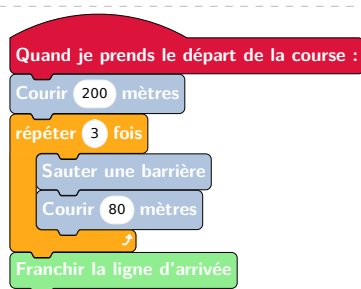 Quand je prends le départ de la course :
Courir 200 mètres
répéter 3 fois
Sauter une barrière
Courir 80 mètres
Franchir la ligne d'arrivée